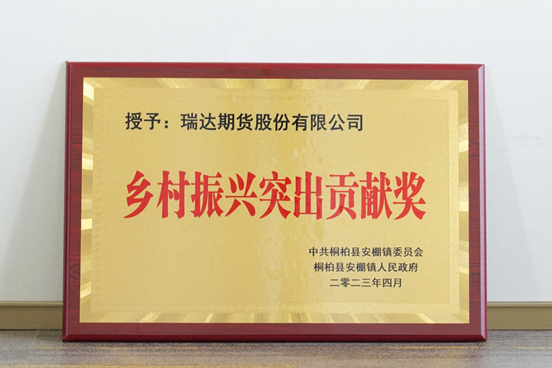 授予：瑞达期货股份有限公司
乡村振兴突出贡献奖
中共桐柏县安棚镇委员会
桐柏县安棚镇人民政府
二零二三年四月